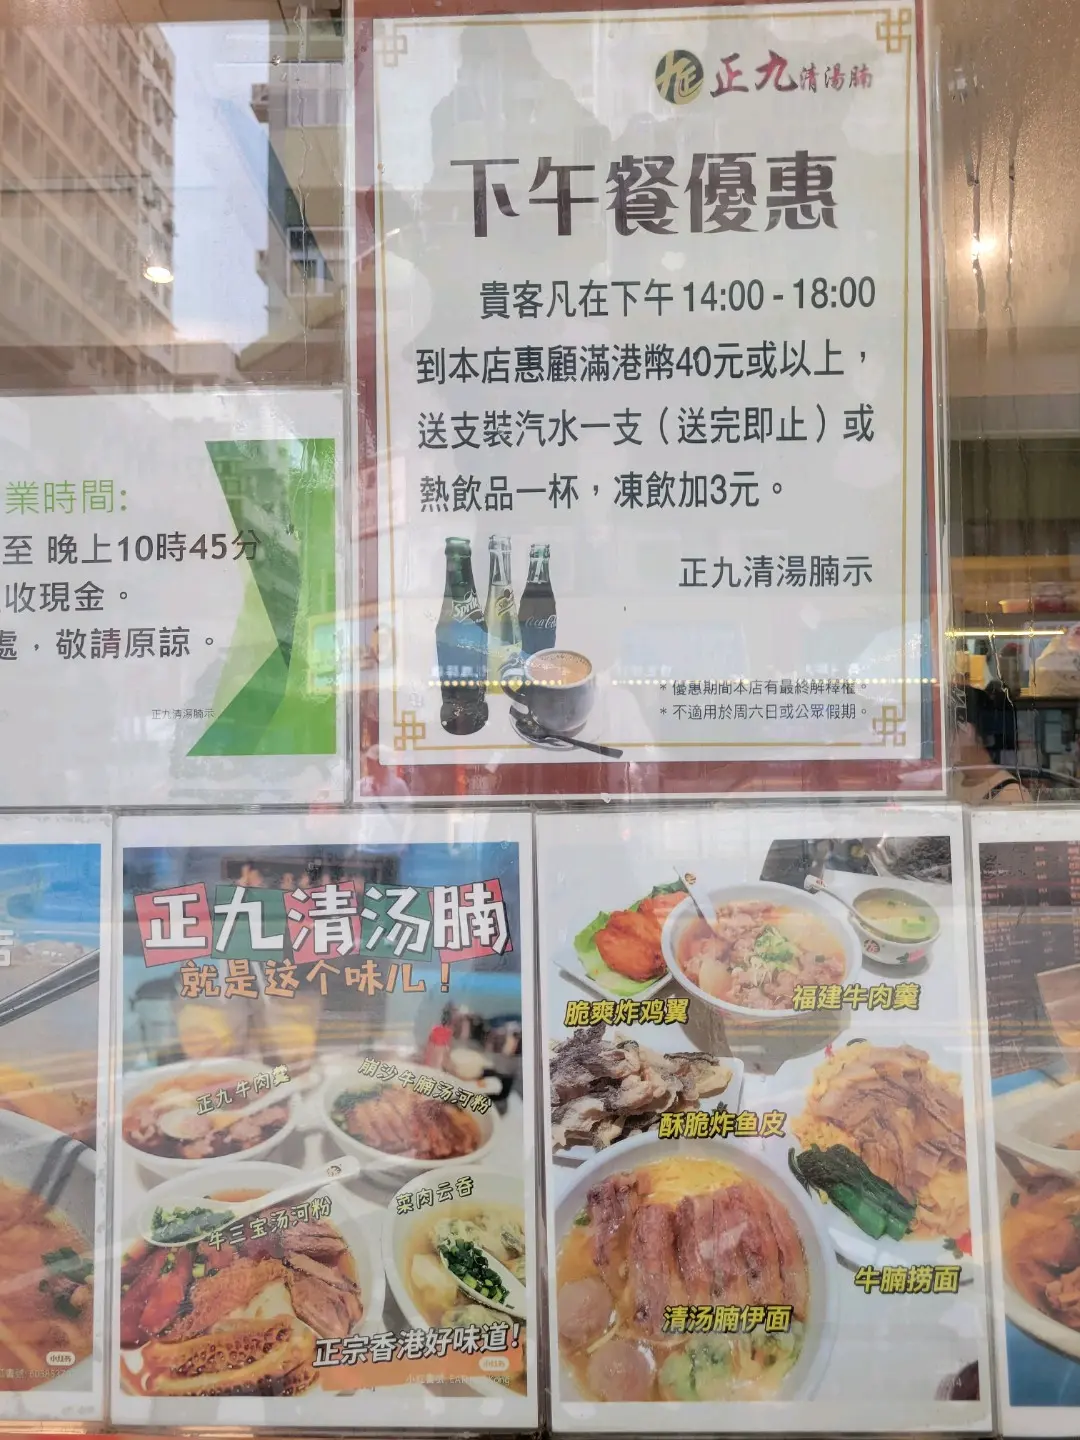 正九清湯腩
下午餐優惠
貴客凡在下午14:00 - 18:00
到本店惠顧滿港幣40元或以上，
送支裝汽水一支（送完即止）或
熱飲品一杯，凍飲加3元。
正九清湯腩示
Sprite
Coca-Cola
*優惠期間本店有最終解釋權。
*不適用於周六日或公眾假期。
業時間:
至 晚上10時45分
收現金。
處，敬請原諒。
正九清湯腩示
正九清汤腩
就是这个味儿！
正九牛肉羹
崩沙牛腩汤河粉
牛三宝汤河粉
菜肉云吞
正宗香港好味道!
小红书
脆爽炸鸡翼
福建牛肉羹
酥脆炸鱼皮
牛腩捞面
清汤腩伊面
小红书